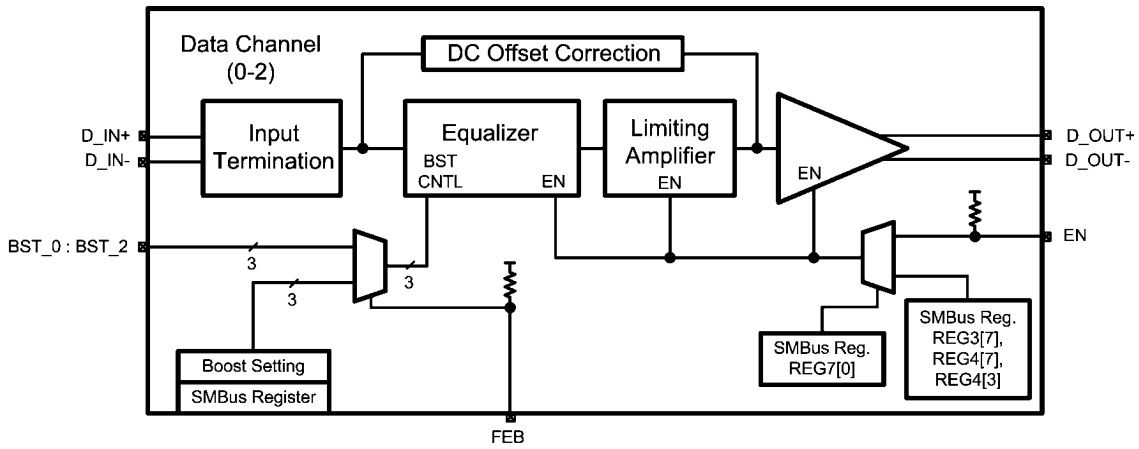 Data Channel
(0-2)
DC Offset Correction
D_IN+
D_IN-
Input
Termination
Equalizer
BST
CNTL
EN
Limiting
Amplifier
EN
EN
D_OUT+
D_OUT-
BST_0 : BST_2
3
3
3
EN
Boost Setting
SMBus Register
FEB
SMBus Reg.
REG7[0]
SMBus Reg.
REG3[7],
REG4[7],
REG4[3]